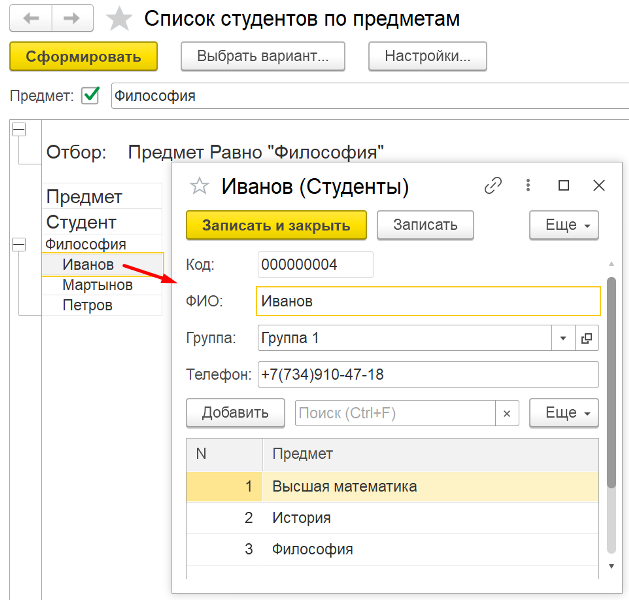 Список студентов по предметам
Сформировать Выбрать вариант... Настройки...
Предмет: Философия
Отбор: Предмет Равно "Философия"
Предмет
Студент
Философия
Иванов
Мартынов
Петров
Иванов (Студенты)
Записать и закрыть Записать Еще
Код: 000000004
ФИО: Иванов
Группа: Группа 1
Телефон: +7(734)910-47-18
Добавить Поиск (Ctrl+F) × Еще
N Предмет
1 Высшая математика
2 История
3 Философия